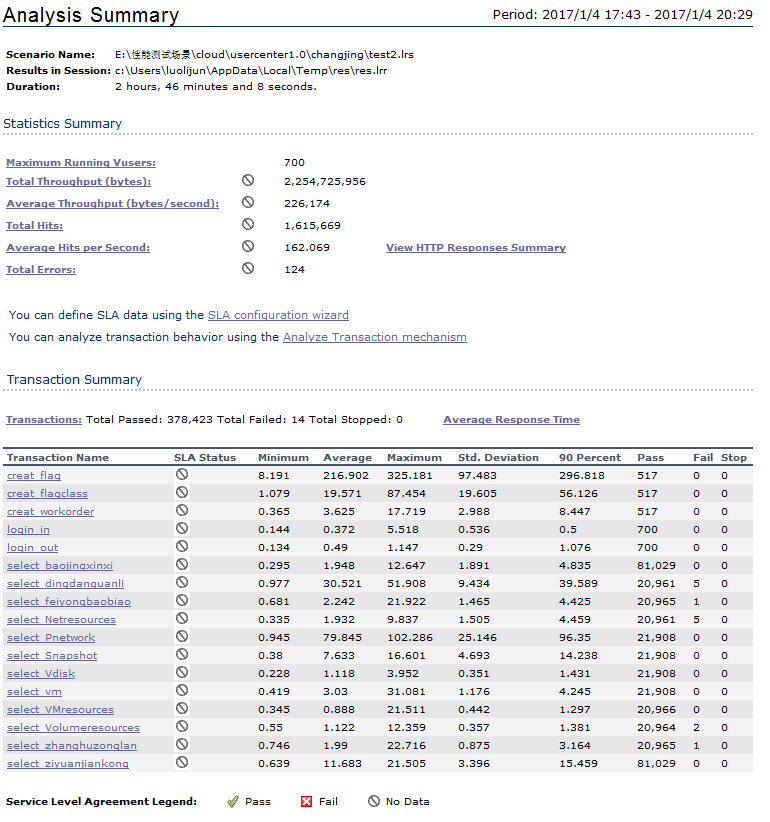 Analysis Summary Period: 2017/1/4 17:43 - 2017/1/4 20:29
Scenario Name: E:\性能测试场景\cloud\usercenter1.0\changjing\test2.lrs
Results in Session: c:\Users\luolijun\AppData\Local\Temp\res\res.lrr
Duration: 2 hours, 46 minutes and 8 seconds.
Statistics Summary
Maximum Running Vusers: 700
Total Throughput (bytes): 2,254,725,956
Average Throughput (bytes/second): 226,174
Total Hits: 1,615,669
Average Hits per Second: 162.069 View HTTP Responses Summary
Total Errors: 124
You can define SLA data using the SLA configuration wizard
You can analyze transaction behavior using the Analyze Transaction mechanism
Transaction Summary
Transactions: Total Passed: 378,423 Total Failed: 14 Total Stopped: 0 Average Response Time
Transaction Name SLA Status Minimum Average Maximum Std. Deviation 90 Percent Pass Fail Stop
creat_flag 8.191 216.902 325.181 97.483 296.818 517 0 0
creat_flagclass 1.079 19.571 87.454 19.605 56.126 517 0 0
creat_workorder 0.365 3.625 17.719 2.988 8.447 517 0 0
login_in 0.144 0.372 5.518 0.536 0.5 700 0 0
login_out 0.134 0.49 1.147 0.29 1.076 700 0 0
select_baojingxinxi 0.295 1.948 12.647 1.891 4.835 81,029 0 0
select_dingdanguanli 0.977 30.521 51.908 9.434 39.589 20,961 5 0
select_feiyongbaobiao 0.681 2.242 21.922 1.465 4.425 20,965 1 0
select_Netresources 0.335 1.932 9.837 1.505 4.459 20,961 5 0
select_Pnetwork 0.945 79.845 102.286 25.146 96.35 21,908 0 0
select_Snapshot 0.38 7.633 16.601 4.693 14.238 21,908 0 0
select_Vdisk 0.228 1.118 3.952 0.351 1.431 21,908 0 0
select_vm 0.419 3.03 31.081 1.176 4.245 21,908 0 0
select_VMresources 0.345 0.888 21.511 0.442 1.297 20,966 0 0
select_Volumeresources 0.55 1.122 12.359 0.357 1.381 20,964 2 0
select_zhanghuzonglan 0.746 1.99 22.716 0.875 3.164 20,965 1 0
select_ziyuanjiankong 0.639 11.683 21.505 3.396 15.459 81,029 0 0
Service Level Agreement Legend: Pass Fail No Data